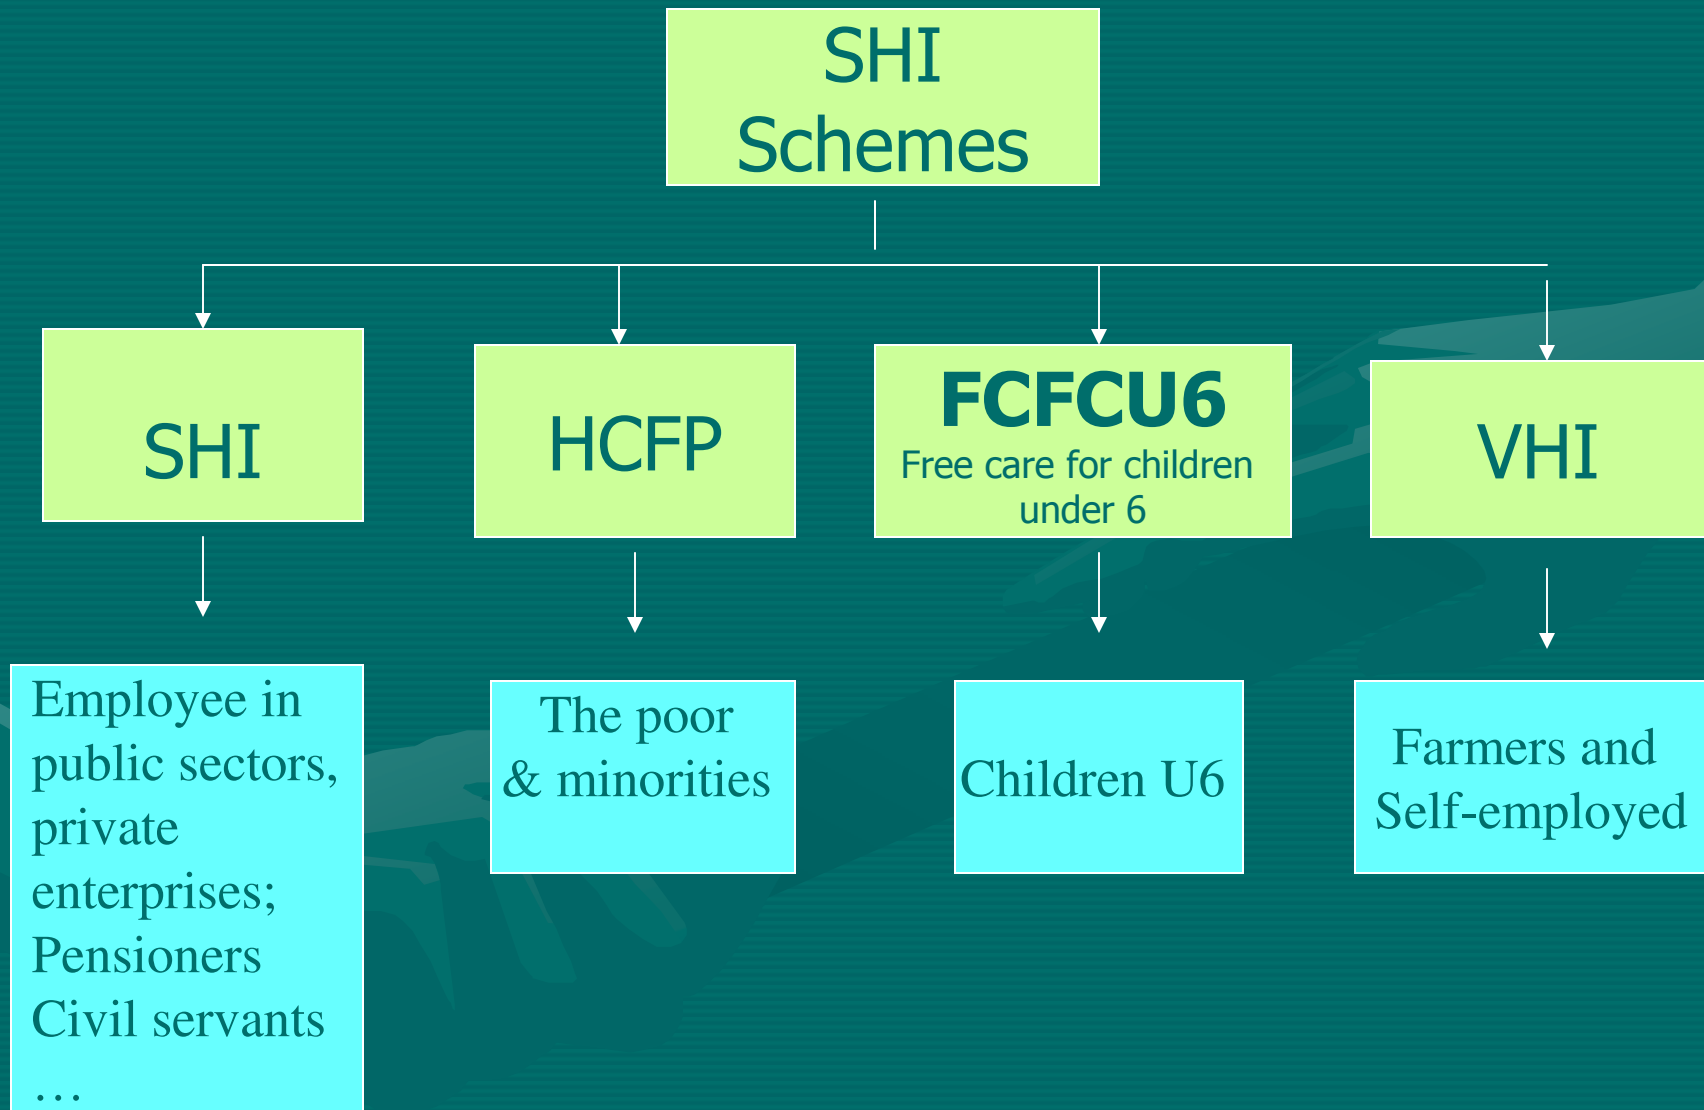 SHI
Schemes
SHI
HCFP
FCFCU6
Free care for children
under 6
VHI
Employee in
public sectors,
private
enterprises;
Pensioners
Civil servants
…
The poor
& minorities
Children U6
Farmers and
Self-employed